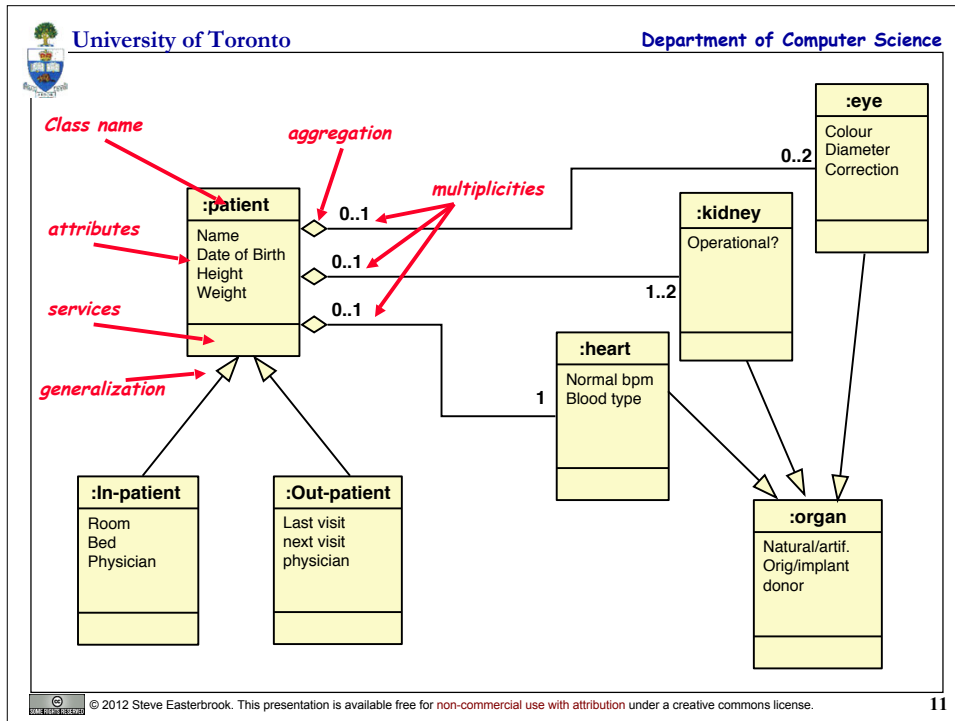 University of Toronto
Department of Computer Science
Class name
aggregation
multiplicities
attributes
services
generalization
:patient
Name
Date of Birth
Height
Weight
0..1
0..1
0..1
0..2
1..2
1
:eye
Colour
Diameter
Correction
:kidney
Operational?
:heart
Normal bpm
Blood type
:In-patient
Room
Bed
Physician
:Out-patient
Last visit
next visit
physician
:organ
Natural/artif.
Orig/implant
donor
cc
SOME RIGHTS RESERVED
© 2012 Steve Easterbrook. This presentation is available free for non-commercial use with attribution under a creative commons license.
11